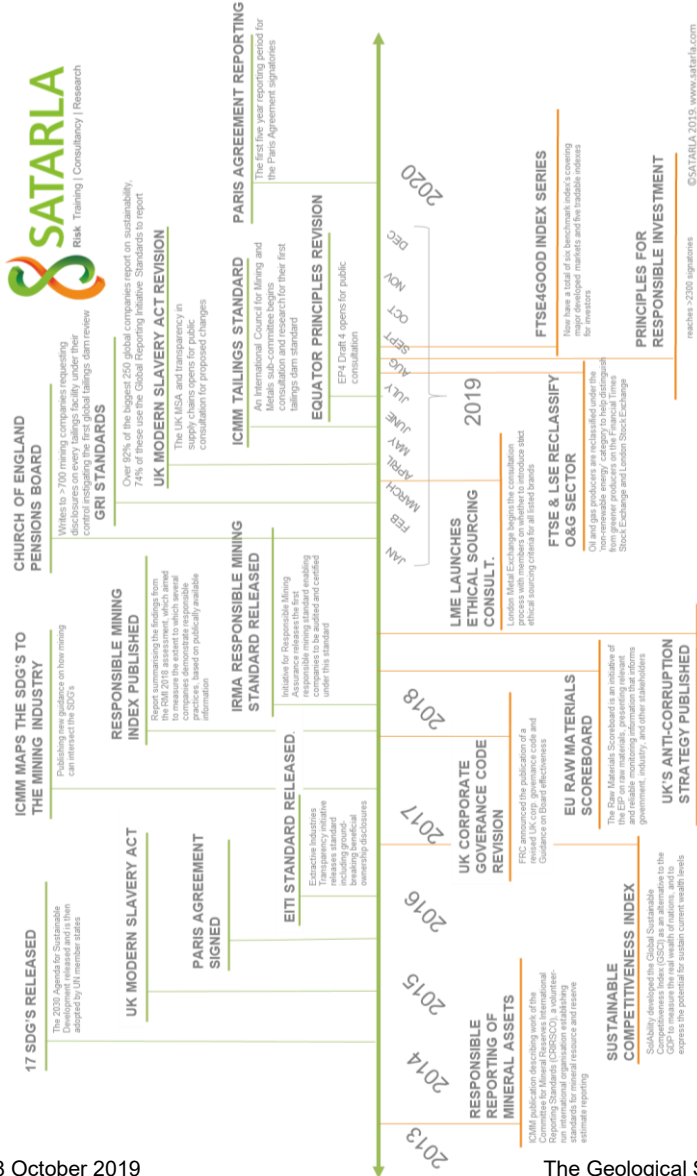 SATARLA
Risk Training | Consultancy | Research
17 SDG'S RELEASED
The 2030 Agenda for Sustainable
Development released and is then
adopted by UN member states
UK MODERN SLAVERY ACT
PARIS AGREEMENT
SIGNED
EITI STANDARD RELEASED.
Extractive Industries
Transparency initiative
releases standard
including ground-
breaking beneficial
ownership disclosures
ICMM MAPS THE SDG'S TO
THE MINING INDUSTRY
Publishing new guidance on how mining
can intersect the SDG's
RESPONSIBLE MINING
INDEX PUBLISHED
Report summarising the findings from
the RMI 2018 assessment, which aimed
to measure the extent to which several
companies demonstrate responsible
practices, based on publically available
information
IRMA RESPONSIBLE MINING
STANDARD RELEASED
Initiative for Responsible Mining
Assurance releases the first
responsible mining standard enabling
companies to be audited and certified
under this standard
CHURCH OF ENGLAND
PENSIONS BOARD
Writes to >700 mining companies requesting
disclosures on every tailings facility under their
control instigating the first global tailings dam review
GRI STANDARDS
Over 92% of the biggest 250 global companies report on sustainability,
74% of these use the Global Reporting Initiative Standards to report
UK MODERN SLAVERY ACT REVISION
The UK MSA and transparency in
supply chains opens for public
consultation for proposed changes
ICMM TAILINGS STANDARD
An International Council for Mining and
Metals sub-committee begins
consultation and research for their first
tailings dam standard
EQUATOR PRINCIPLES REVISION
EP4 Draft 4 opens for public
consultation
PARIS AGREEMENT REPORTING
The first five year reporting period for
the Paris Agreement signatories
2013
2014
2015
2016
2017
2018
JAN
FEB
MARCH
APRIL
MAY
JUNE
JULY
AUG
SEPT
OCT
NOV
DEC
2019
2020
RESPONSIBLE
REPORTING OF
MINERAL ASSETS
ICMM publication describing work of the
Committee for Mineral Reserves International
Reporting Standards (CRIRSCO), a volunteer-
run international organisation establishing
standards for mineral resource and reserve
estimate reporting
SUSTAINABLE
COMPETITIVENESS INDEX
SolAbility developed the Global Sustainable
Competitiveness Index (GSCI) as an alternative to the
GDP to measure the real wealth of nations, and to
express the potential for sustain current wealth levels
UK CORPORATE
GOVERANCE CODE
REVISION
FRC announced the publication of a
revised UK corp. governance code and
Guidance on Board effectiveness
EU RAW MATERIALS
SCOREBOARD
The Raw Materials Scoreboard is an initiative of
the EIP on raw materials, presenting relevant
and reliable monitoring information that informs
government, industry, and other stakeholders
UK'S ANTI-CORRUPTION
STRATEGY PUBLISHED
LME LAUNCHES
ETHICAL SOURCING
CONSULT.
London Metal Exchange begins the consultation
process with members on whether to introduce strict
ethical sourcing criteria for all listed brands
FTSE & LSE RECLASSIFY
O&G SECTOR
Oil and gas producers are reclassified under the
'non-renewable energy' category to help distinguish
from greener producers on the Financial Times
Stock Exchange and London Stock Exchange
FTSE4GOOD INDEX SERIES
Now have a total of six benchmark index's covering
major developed markets and five tradable indexes
for investors
PRINCIPLES FOR
RESPONSIBLE INVESTMENT
reaches >2300 signatories
©SATARLA 2019. www.satarla.com
3 October 2019
The Geological